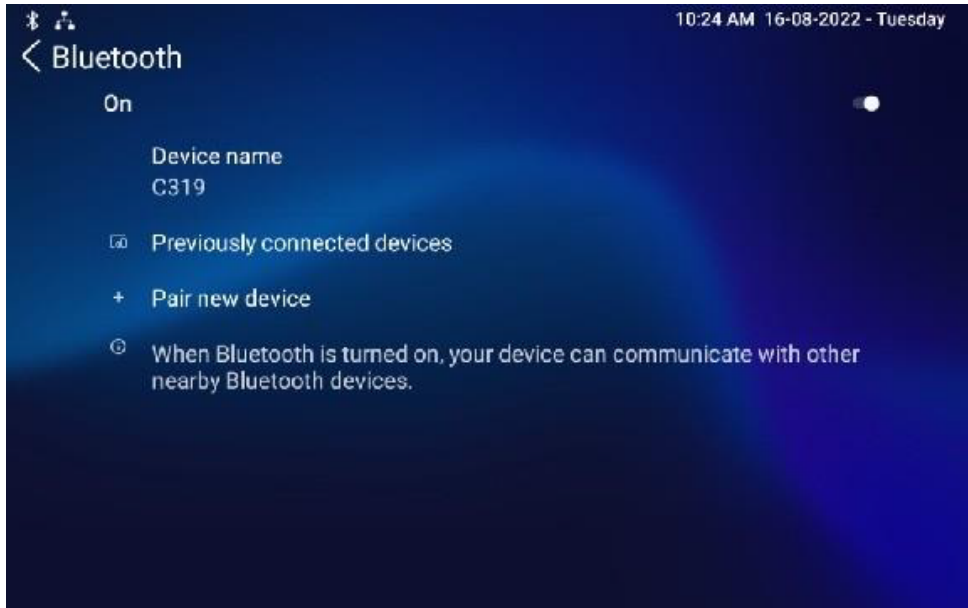 10:24 AM 16-08-2022 - Tuesday
Bluetooth
On
Device name
C319
Previously connected devices
Pair new device
When Bluetooth is turned on, your device can communicate with other
nearby Bluetooth devices.